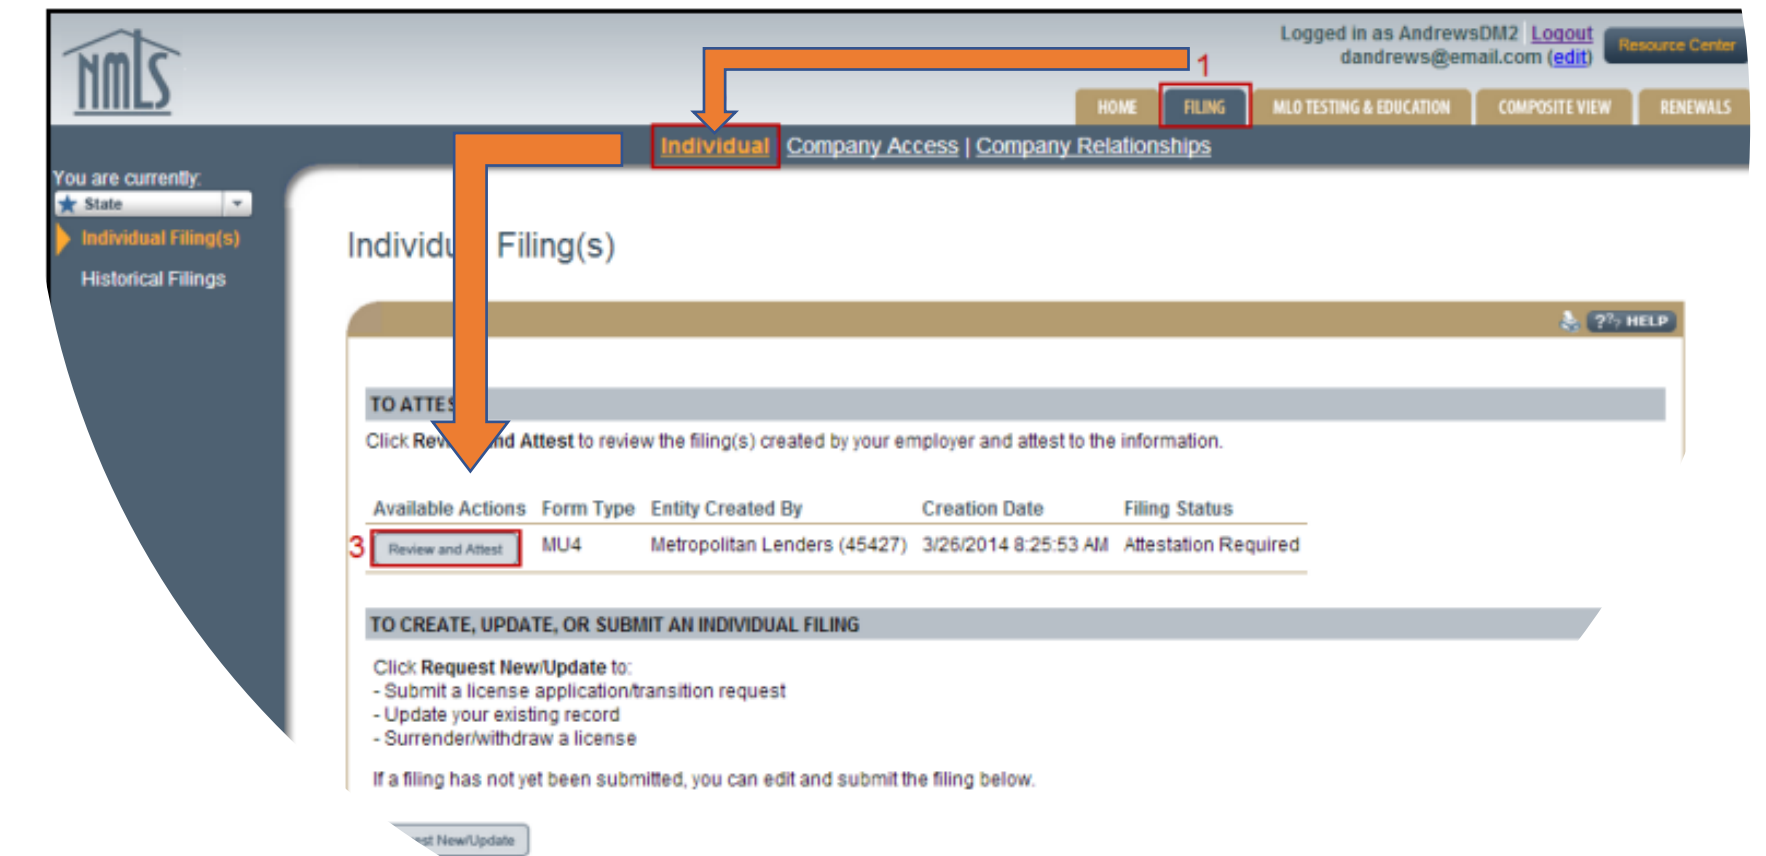 NMLS
Logged in as AndrewsDM2 | Logout
dandrews@email.com (edit)
Resource Center
1
HOME FILING MLO TESTING & EDUCATION COMPOSITE VIEW RENEWALS
Individual Company Access | Company Relationships
You are currently:
State
Individual Filing(s)
Historical Filings
Filing(s)
TO ATTES
Click Rev nd Attest to review the filing(s) created by your employer and attest to the information.
??? HELP
Available Actions Form Type Entity Created By Creation Date Filing Status
3 Review and Attest MU4 Metropolitan Lenders (45427) 3/26/2014 8:25:53 AM Attestation Required
TO CREATE, UPDATE, OR SUBMIT AN INDIVIDUAL FILING
Click Request New/Update to:
- Submit a license application/transition request
- Update your existing record
- Surrender/withdraw a license
If a filing has not yet been submitted, you can edit and submit the filing below.
est New/Update